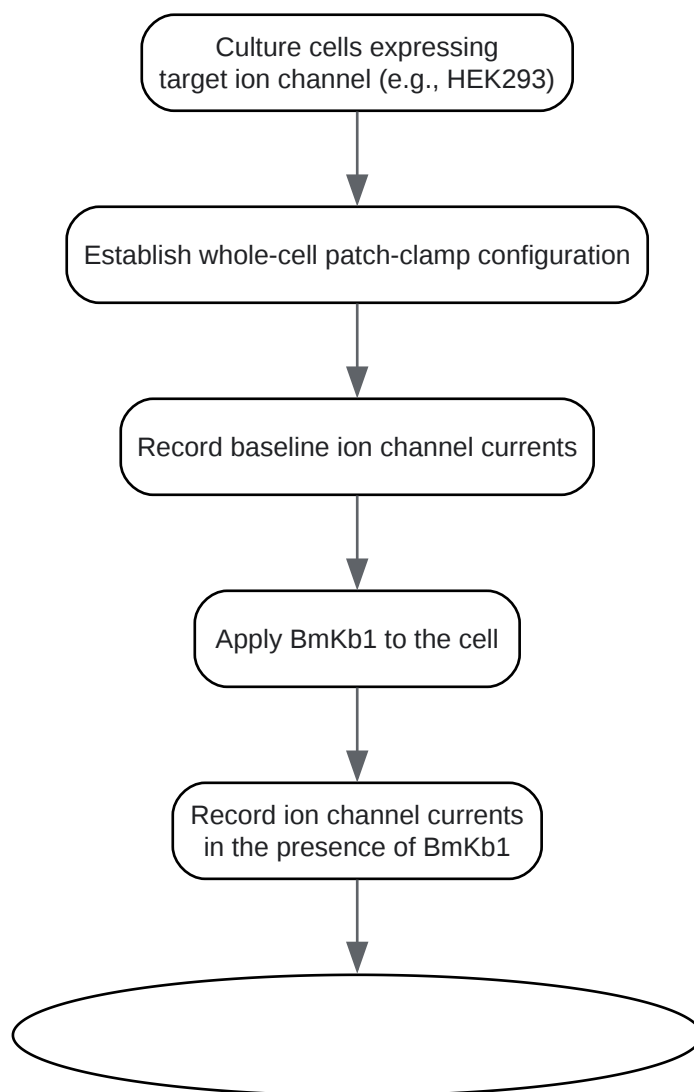 Culture cells expressing
target ion channel (e.g., HEK293)
Establish whole-cell patch-clamp configuration
Record baseline ion channel currents
Apply BmKb1 to the cell
Record ion channel currents
in the presence of BmKb1